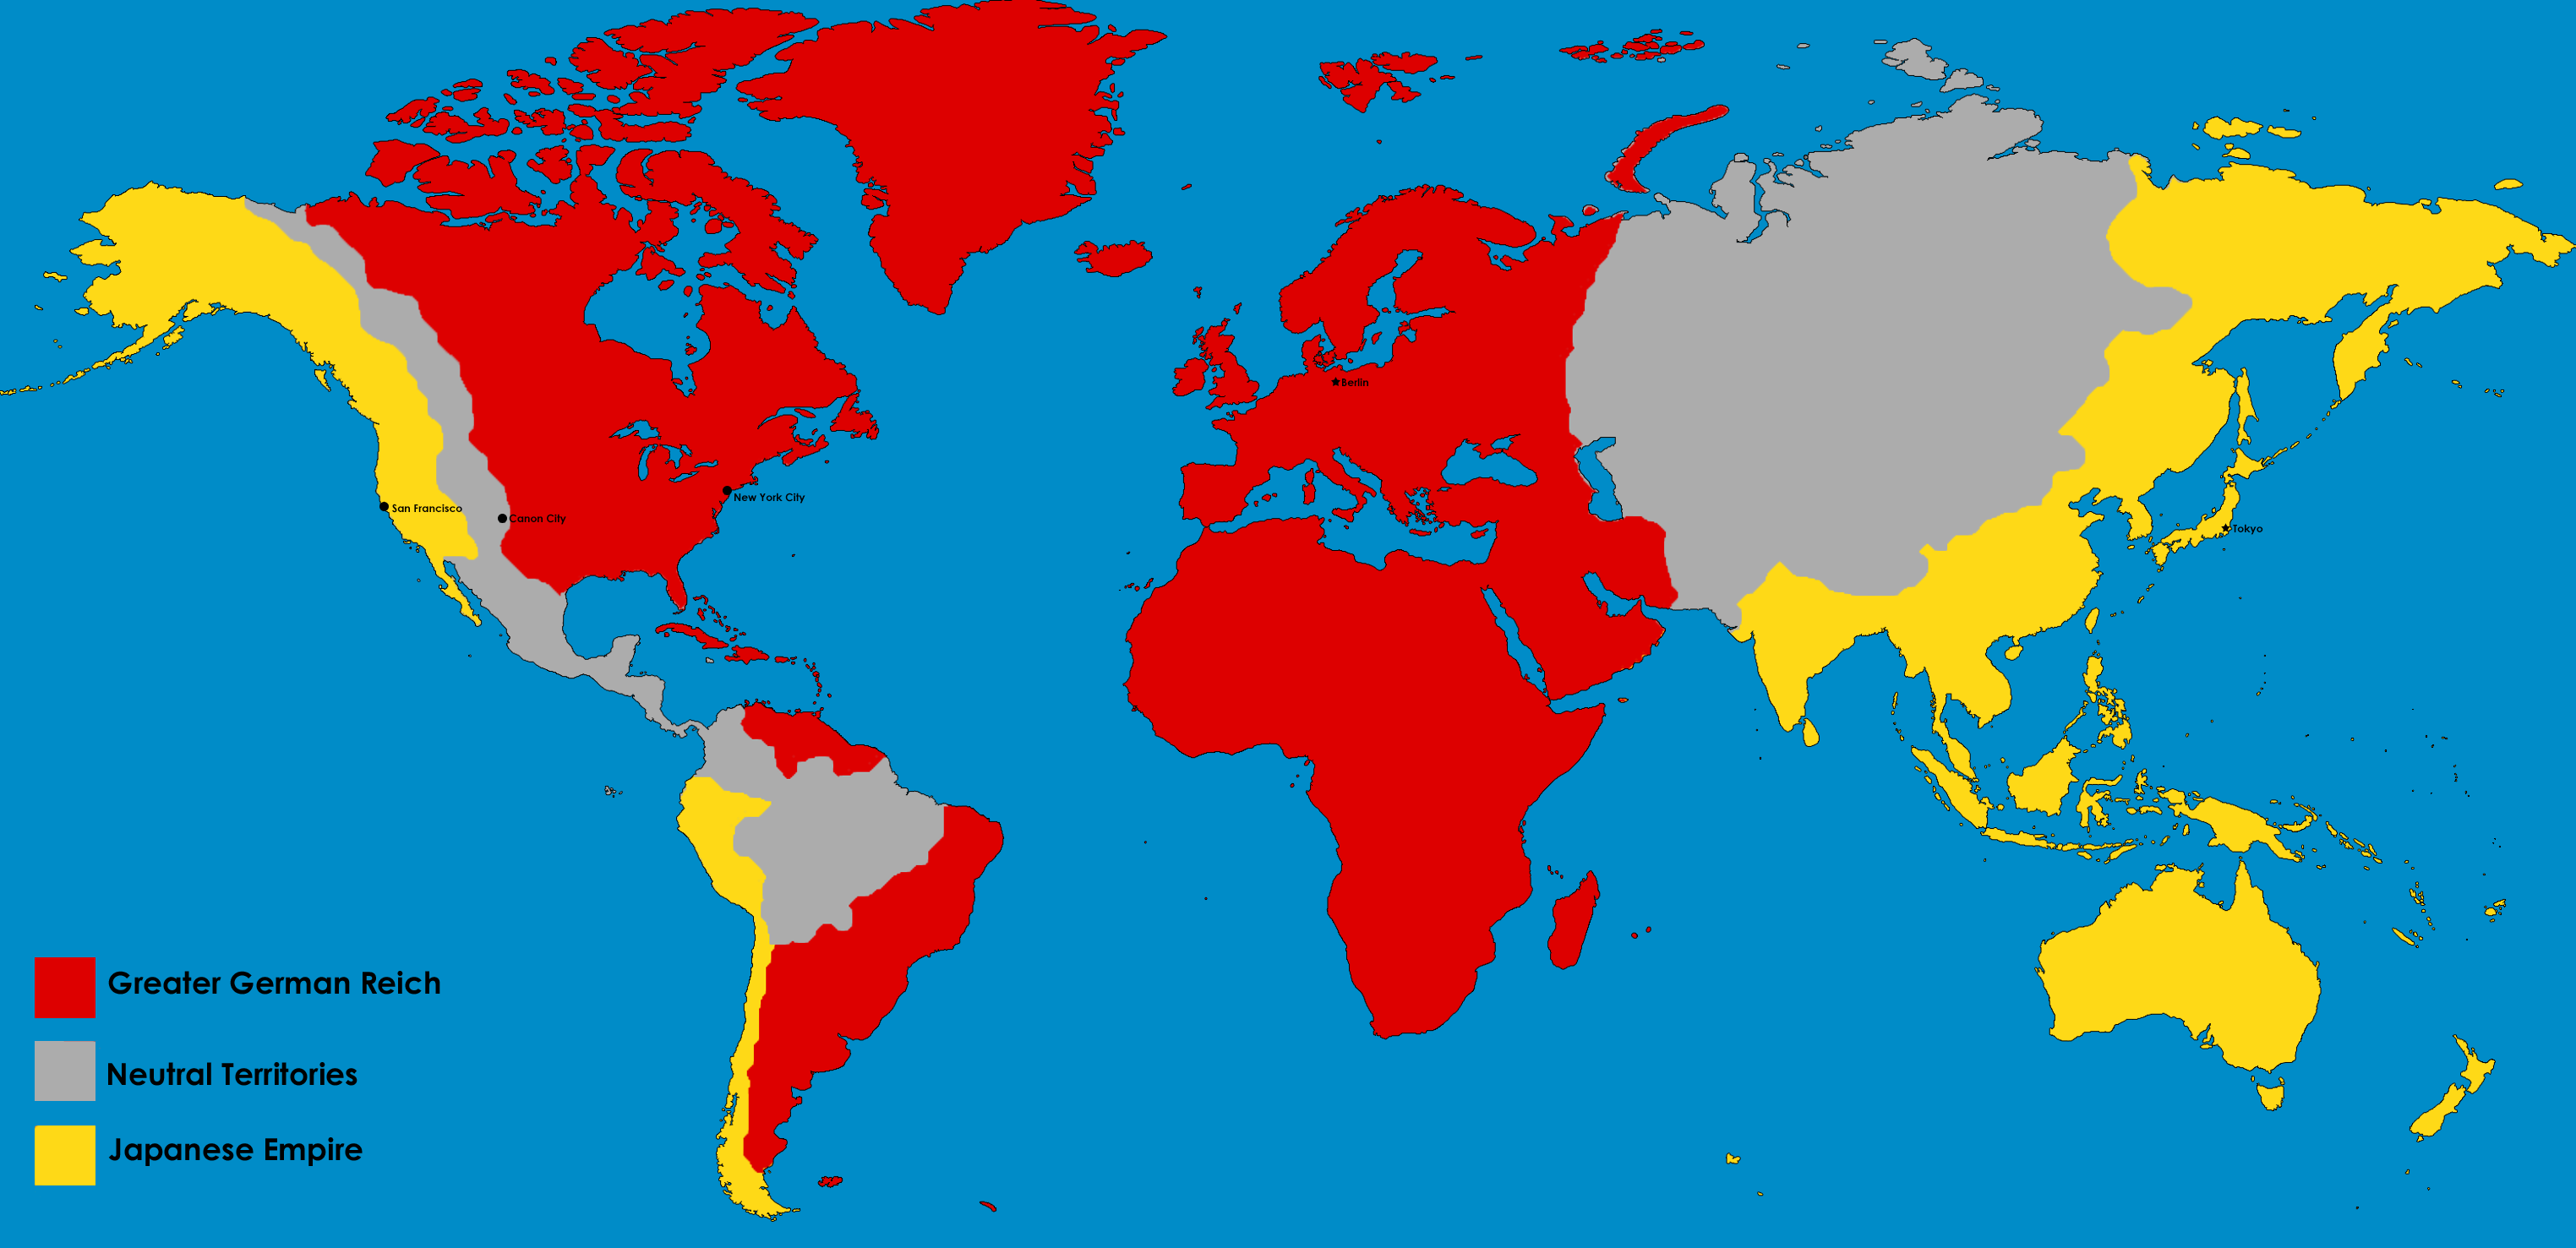 Berlin
New York City
San Francisco
Canon City
Tokyo
Greater German Reich
Neutral Territories
Japanese Empire